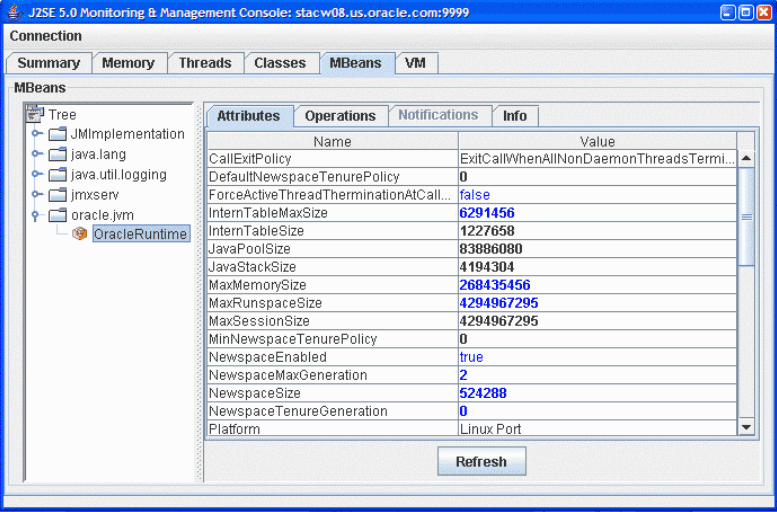 J2SE 5.0 Monitoring & Management Console: stacw08.us.oracle.com:9999
Connection
Summary Memory Threads Classes MBeans VM
MBeans
Tree
JMImplementation
java.lang
java.util.logging
jmxserv
oracle.jvm
OracleRuntime
Attributes Operations Notifications Info
Name Value
CallExitPolicy ExitCallWhenAllNonDaemonThreadsTermi...
DefaultNewspaceTenurePolicy 0
ForceActiveThreadTherminationAtCall... false
InternTableMaxSize 6291456
InternTableSize 1227658
JavaPoolSize 83886080
JavaStackSize 4194304
MaxMemorySize 268435456
MaxRunspaceSize 4294967295
MaxSessionSize 4294967295
MinNewspaceTenurePolicy 0
NewspaceEnabled true
NewspaceMaxGeneration 2
NewspaceSize 524288
NewspaceTenureGeneration 0
Platform Linux Port
Refresh